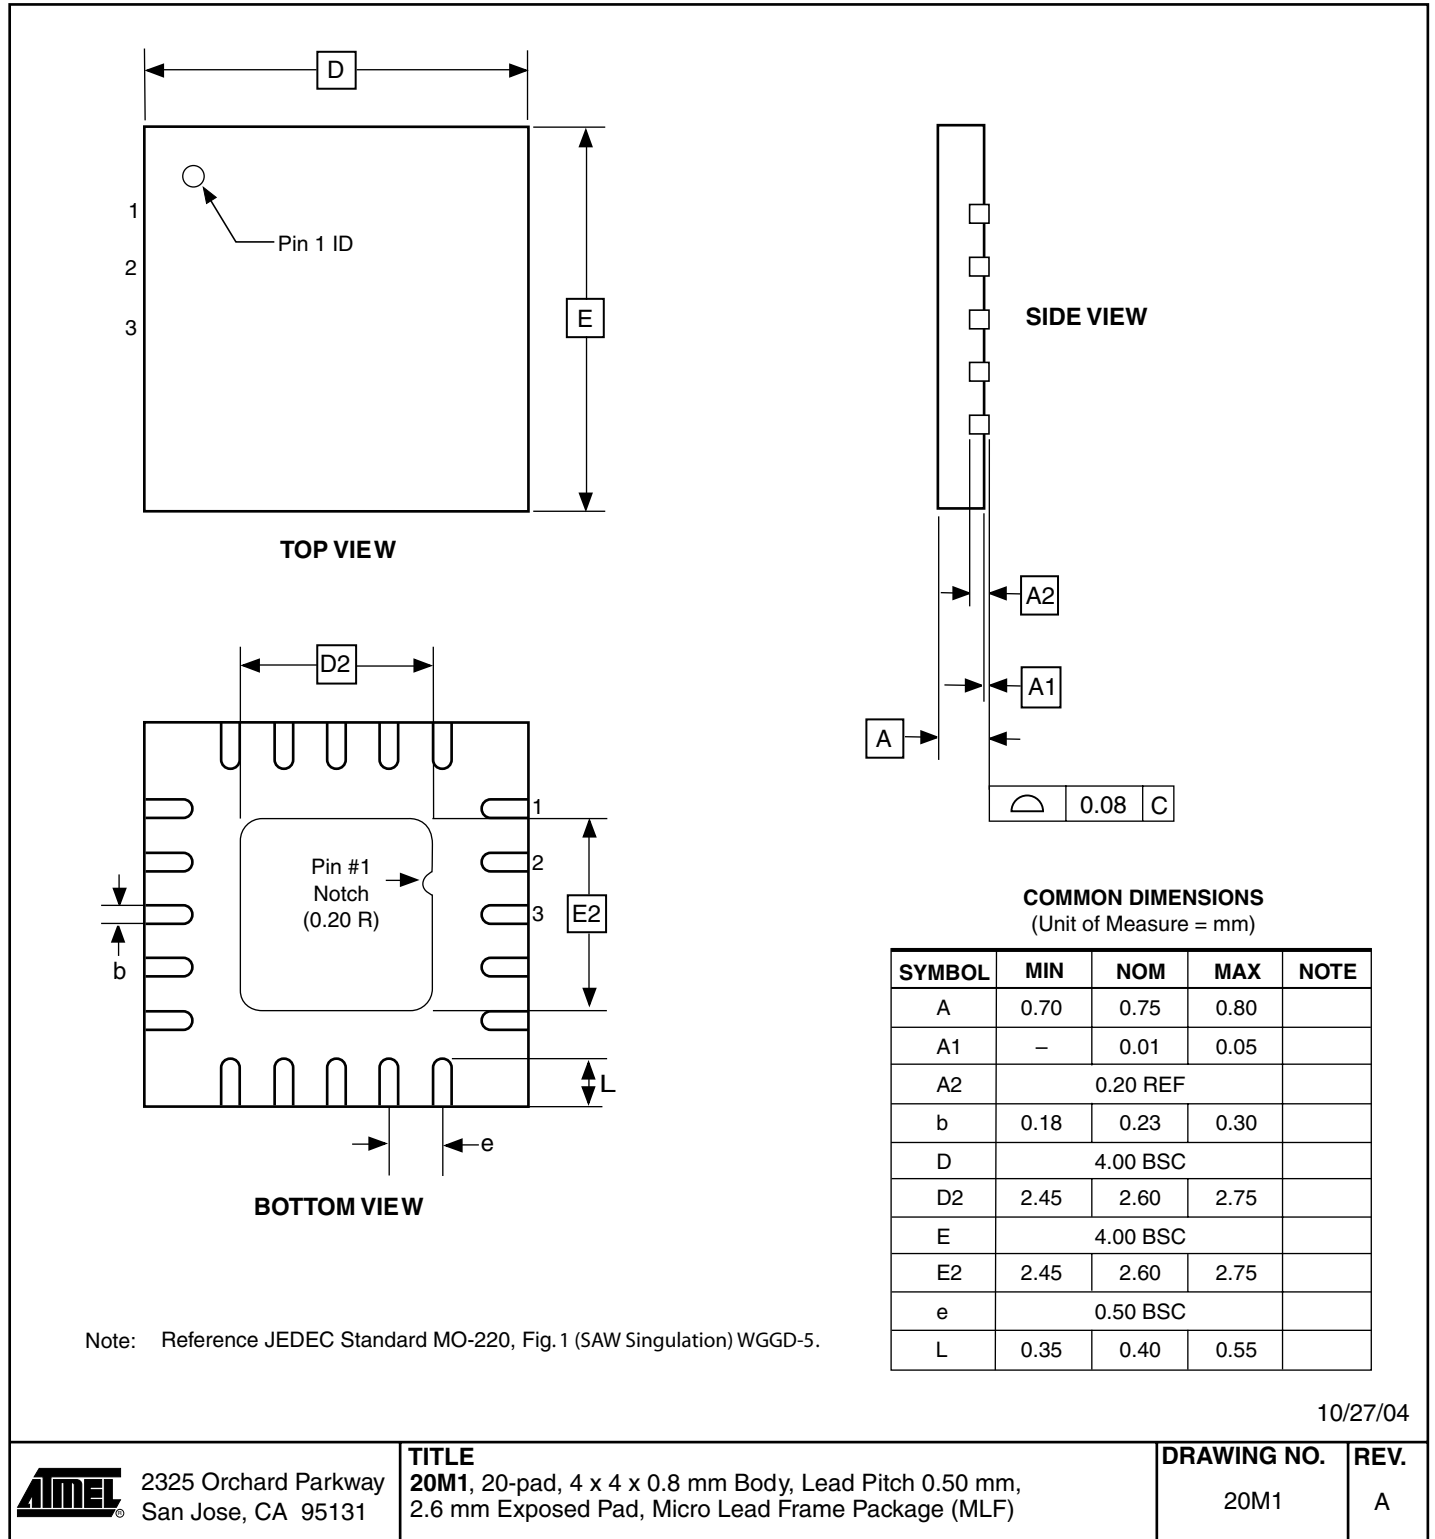 D
1
2
3
Pin 1 ID
E
TOP VIEW
SIDE VIEW
A2
A1
A
0.08 C
D2
1
2
3
Pin #1
Notch
(0.20 R)
E2
b
L
e
BOTTOM VIEW
COMMON DIMENSIONS
(Unit of Measure = mm)
SYMBOL MIN NOM MAX NOTE
A 0.70 0.75 0.80
A1 – 0.01 0.05
A2 0.20 REF
b 0.18 0.23 0.30
D 4.00 BSC
D2 2.45 2.60 2.75
E 4.00 BSC
E2 2.45 2.60 2.75
e 0.50 BSC
L 0.35 0.40 0.55
Note: Reference JEDEC Standard MO-220, Fig. 1 (SAW Singulation) WGGD-5.
10/27/04
ATMEL ®
2325 Orchard Parkway
San Jose, CA 95131
TITLE
20M1, 20-pad, 4 x 4 x 0.8 mm Body, Lead Pitch 0.50 mm,
2.6 mm Exposed Pad, Micro Lead Frame Package (MLF)
DRAWING NO.
20M1
REV.
A